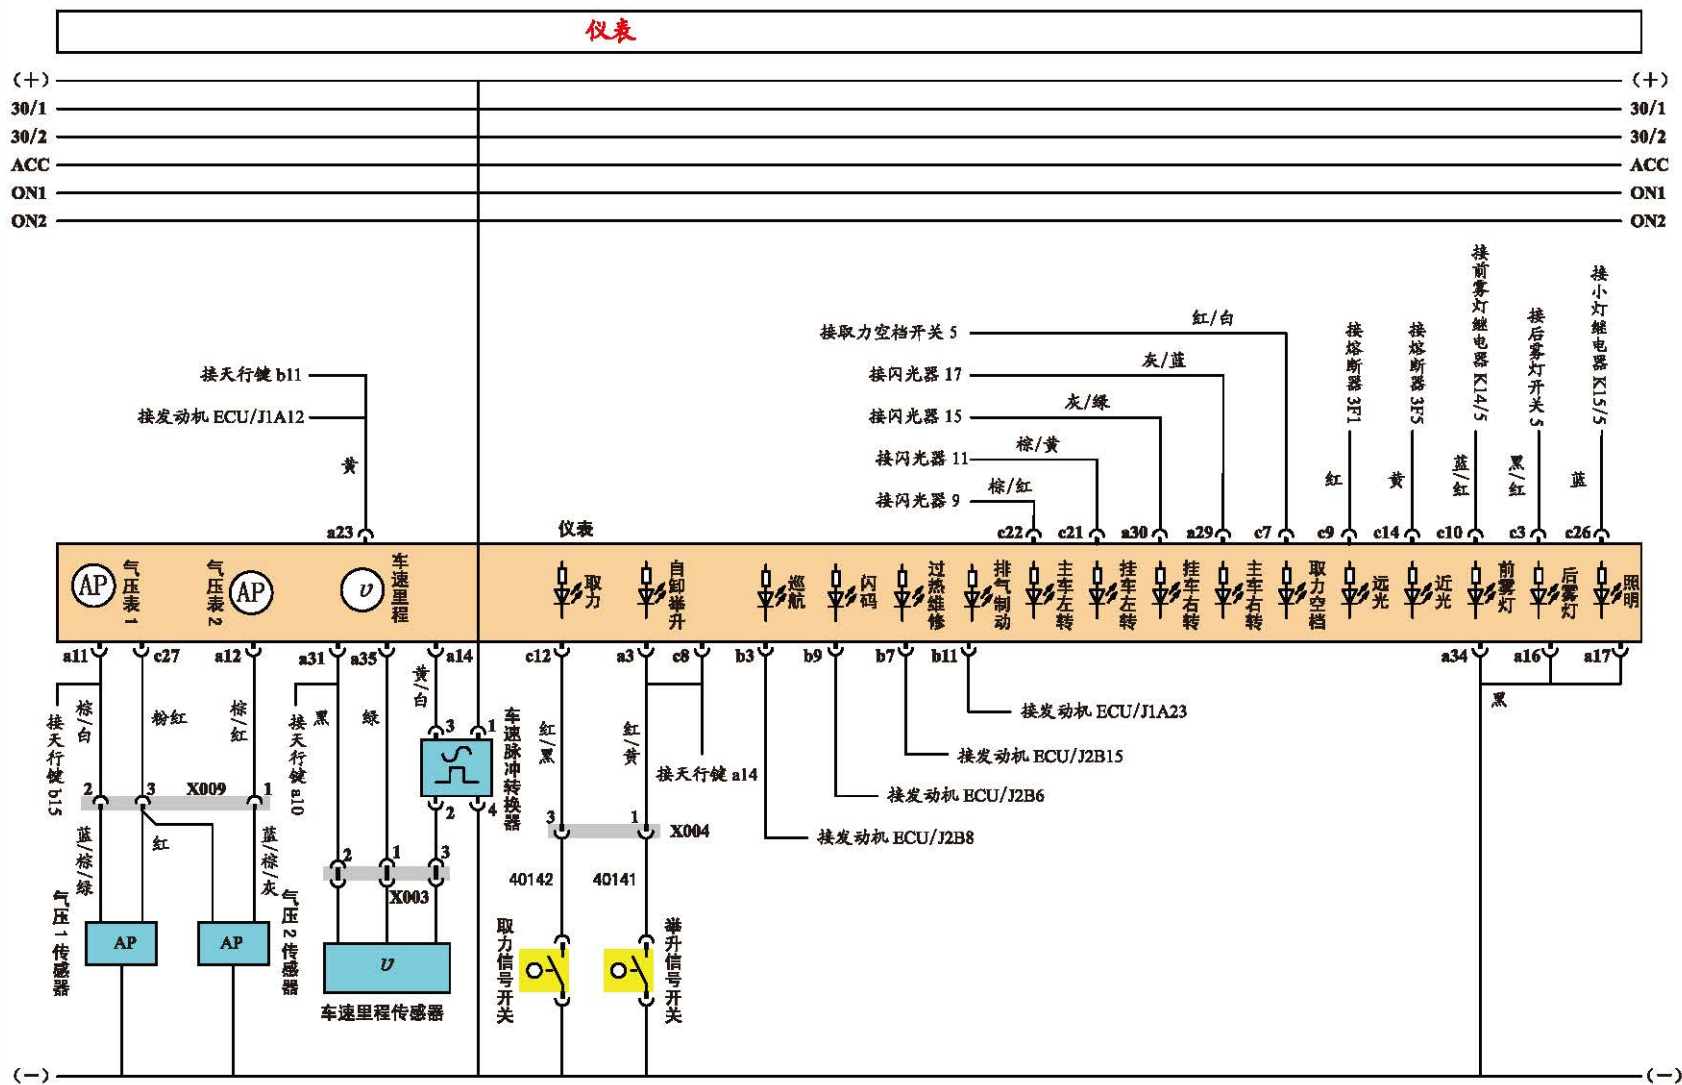 仪表
(+) (+)
30/1 30/1
30/2 30/2
ACC ACC
ON1 ON1
ON2 ON2
接天行键 b11
接发动机 ECU/J1A12
黄
接取力空档开关 5
红/白
接闪光器 17
灰/蓝
接闪光器 15
灰/绿
接闪光器 11
棕/黄
接闪光器 9
棕/红
接熔断器 3F1
红
接熔断器 3F5
黄
接前雾灯继电器 K14/5
蓝/红
接后雾灯开关 5
黑/红
接小灯继电器 K15/5
蓝
a23
仪表
c22 c21 a30 a29 c7 c9 c14 c10 c3 c26
AP
气压表 1
气压表 2
AP
υ
车速里程
取力
自卸举升
巡航
闪码
过热维修
排气制动
主车左转
挂车左转
挂车右转
主车右转
取力空档
远光
近光
前雾灯
后雾灯
照明
a11 c27 a12 a31 a35 a14 c12 a3 c8 b3 b9 b7 b11 a34 a16 a17
接天行键 b15
棕/白
粉红
棕/红
接天行键 a10
黑
绿
黄/白
3 1
车速脉冲转换器
2 4
红/黑
红/黄
接天行键 a14
黑
接发动机 ECU/J1A23
接发动机 ECU/J2B15
接发动机 ECU/J2B6
接发动机 ECU/J2B8
2 3 X009 1
蓝/棕/绿
红
蓝/棕/灰
2 1 3
X003
3 1 X004
40142 40141
气压 1 传感器
AP
AP
气压 2 传感器
υ
车速里程传感器
取力信号开关
举升信号开关
(−) (−)